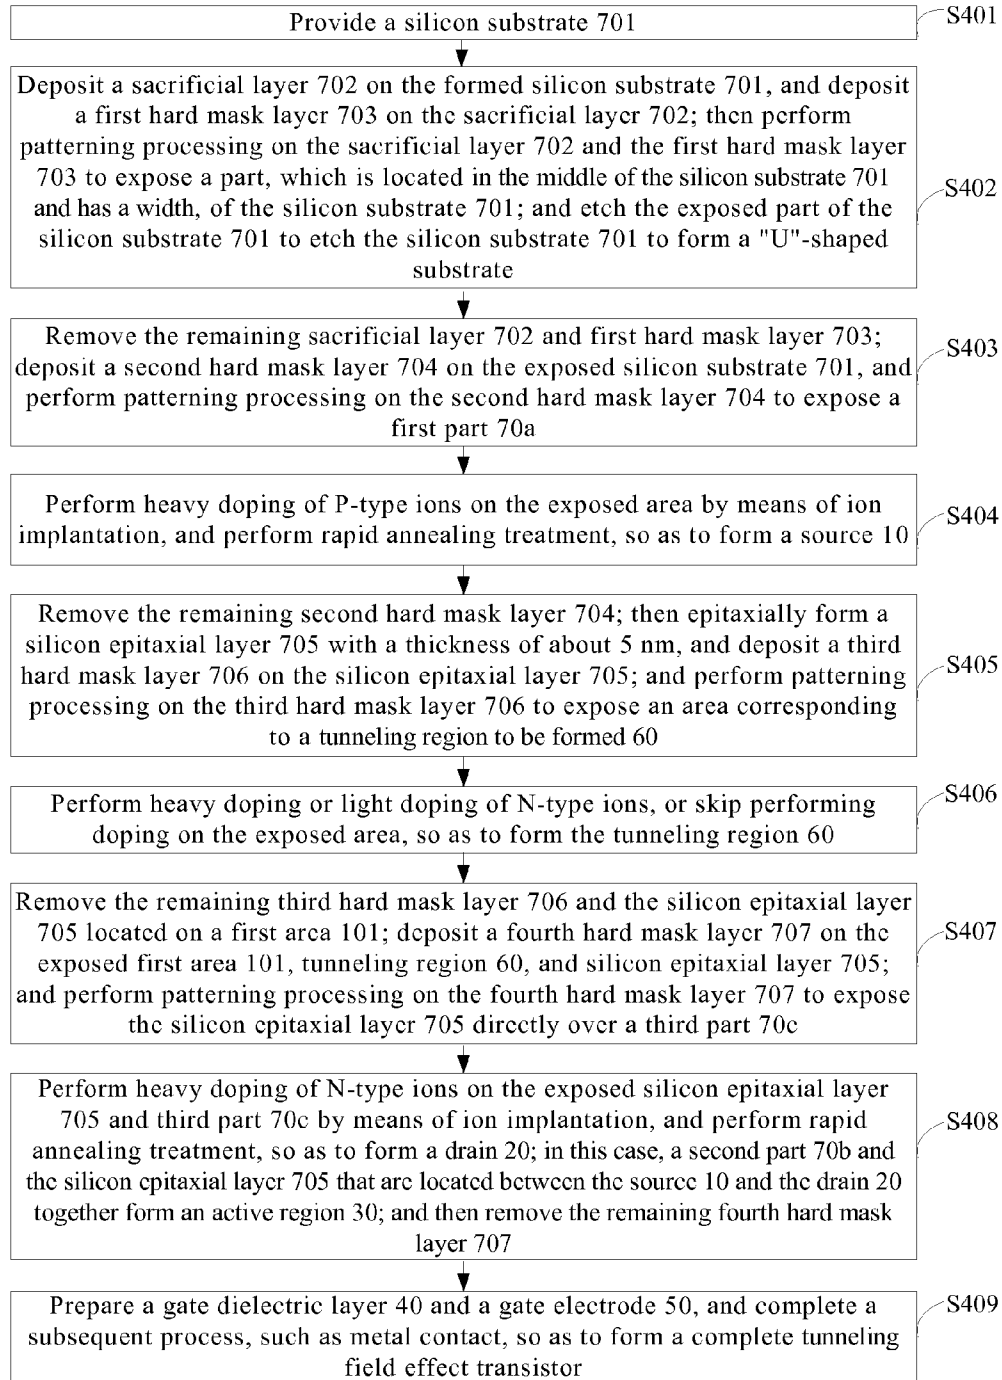 Provide a silicon substrate 701
S401
Deposit a sacrificial layer 702 on the formed silicon substrate 701, and deposit
a first hard mask layer 703 on the sacrificial layer 702; then perform
patterning processing on the sacrificial layer 702 and the first hard mask layer
703 to expose a part, which is located in the middle of the silicon substrate 701
and has a width, of the silicon substrate 701; and etch the exposed part of the
silicon substrate 701 to etch the silicon substrate 701 to form a "U"-shaped
substrate
S402
Remove the remaining sacrificial layer 702 and first hard mask layer 703;
deposit a second hard mask layer 704 on the exposed silicon substrate 701, and
perform patterning processing on the second hard mask layer 704 to expose a
first part 70a
S403
Perform heavy doping of P-type ions on the exposed area by means of ion
implantation, and perform rapid annealing treatment, so as to form a source 10
S404
Remove the remaining second hard mask layer 704; then epitaxially form a
silicon epitaxial layer 705 with a thickness of about 5 nm, and deposit a third
hard mask layer 706 on the silicon epitaxial layer 705; and perform patterning
processing on the third hard mask layer 706 to expose an area corresponding
to a tunneling region to be formed 60
S405
Perform heavy doping or light doping of N-type ions, or skip performing
doping on the exposed area, so as to form the tunneling region 60
S406
Remove the remaining third hard mask layer 706 and the silicon epitaxial layer
705 located on a first area 101; deposit a fourth hard mask layer 707 on the
exposed first area 101, tunneling region 60, and silicon epitaxial layer 705;
and perform patterning processing on the fourth hard mask layer 707 to expose
the silicon epitaxial layer 705 directly over a third part 70c
S407
Perform heavy doping of N-type ions on the exposed silicon epitaxial layer
705 and third part 70c by means of ion implantation, and perform rapid
annealing treatment, so as to form a drain 20; in this case, a second part 70b and
the silicon epitaxial layer 705 that are located between the source 10 and the drain 20
together form an active region 30; and then remove the remaining fourth hard mask
layer 707
S408
Prepare a gate dielectric layer 40 and a gate electrode 50, and complete a
subsequent process, such as metal contact, so as to form a complete tunneling
field effect transistor
S409